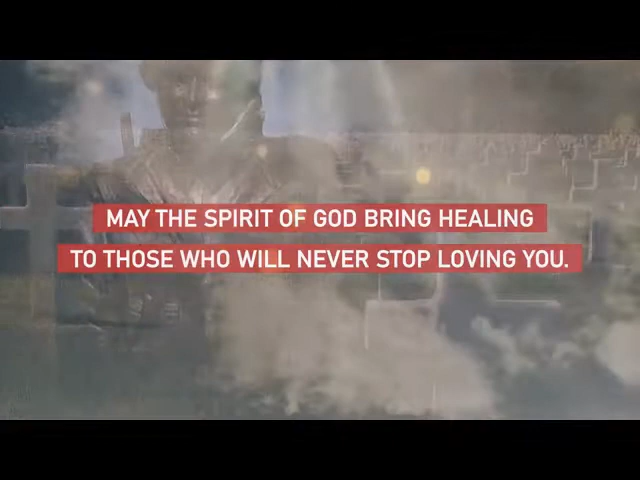 MAY THE SPIRIT OF GOD BRING HEALING
TO THOSE WHO WILL NEVER STOP LOVING YOU.